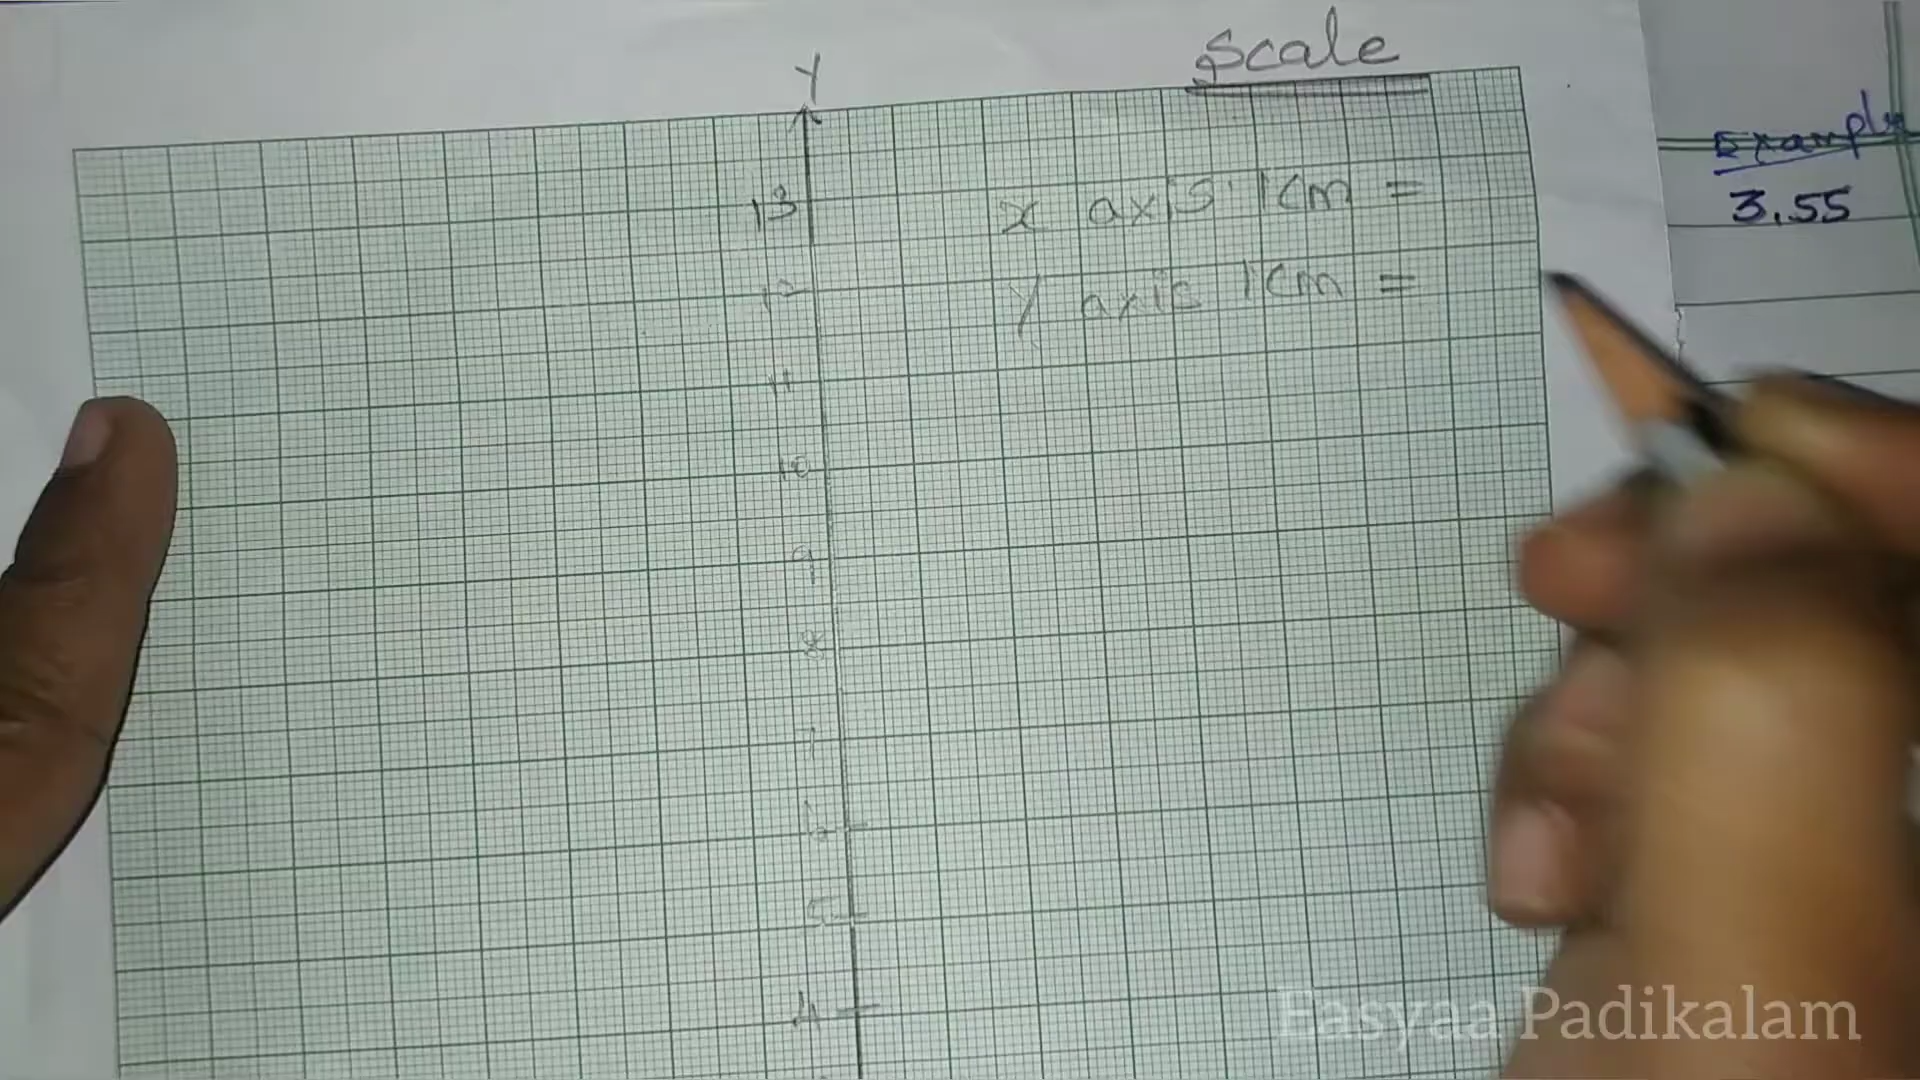 scale
Y
x axis 1cm =
y axis 1cm =
13
12
11
10
9
8
7
6
5
4
Example
3.55
Easyaa Padikalam